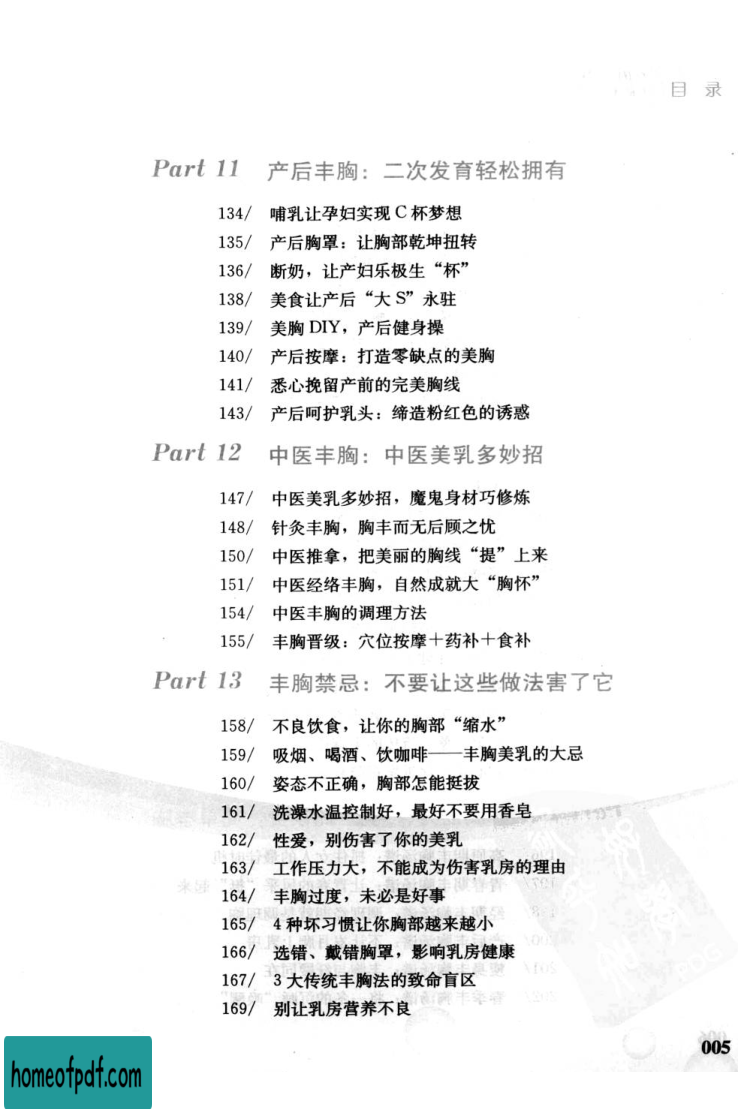 目 录
Part 11 产后丰胸：二次发育轻松拥有
134/ 哺乳让孕妇实现 C 杯梦想
135/ 产后胸罩：让胸部乾坤扭转
136/ 断奶，让产妇乐极生“杯”
138/ 美食让产后“大 S”永驻
139/ 美胸 DIY，产后健身操
140/ 产后按摩：打造零缺点的美胸
141/ 悉心挽留产前的完美胸线
143/ 产后呵护乳头：缔造粉红色的诱惑
Part 12 中医丰胸：中医美乳多妙招
147/ 中医美乳多妙招，魔鬼身材巧修炼
148/ 针灸丰胸，胸丰而无后顾之忧
150/ 中医推拿，把美丽的胸线“提”上来
151/ 中医经络丰胸，自然成就大“胸怀”
154/ 中医丰胸的调理方法
155/ 丰胸晋级：穴位按摩＋药补＋食补
Part 13 丰胸禁忌：不要让这些做法害了它
158/ 不良饮食，让你的胸部“缩水”
159/ 吸烟、喝酒、饮咖啡——丰胸美乳的大忌
160/ 姿态不正确，胸部怎能挺拔
161/ 洗澡水温控制好，最好不要用香皂
162/ 性爱，别伤害了你的美乳
163/ 工作压力大，不能成为伤害乳房的理由
164/ 丰胸过度，未必是好事
165/ 4 种坏习惯让你胸部越来越小
166/ 选错、戴错胸罩，影响乳房健康
167/ 3 大传统丰胸法的致命盲区
169/ 别让乳房营养不良
005
homeofpdf.com